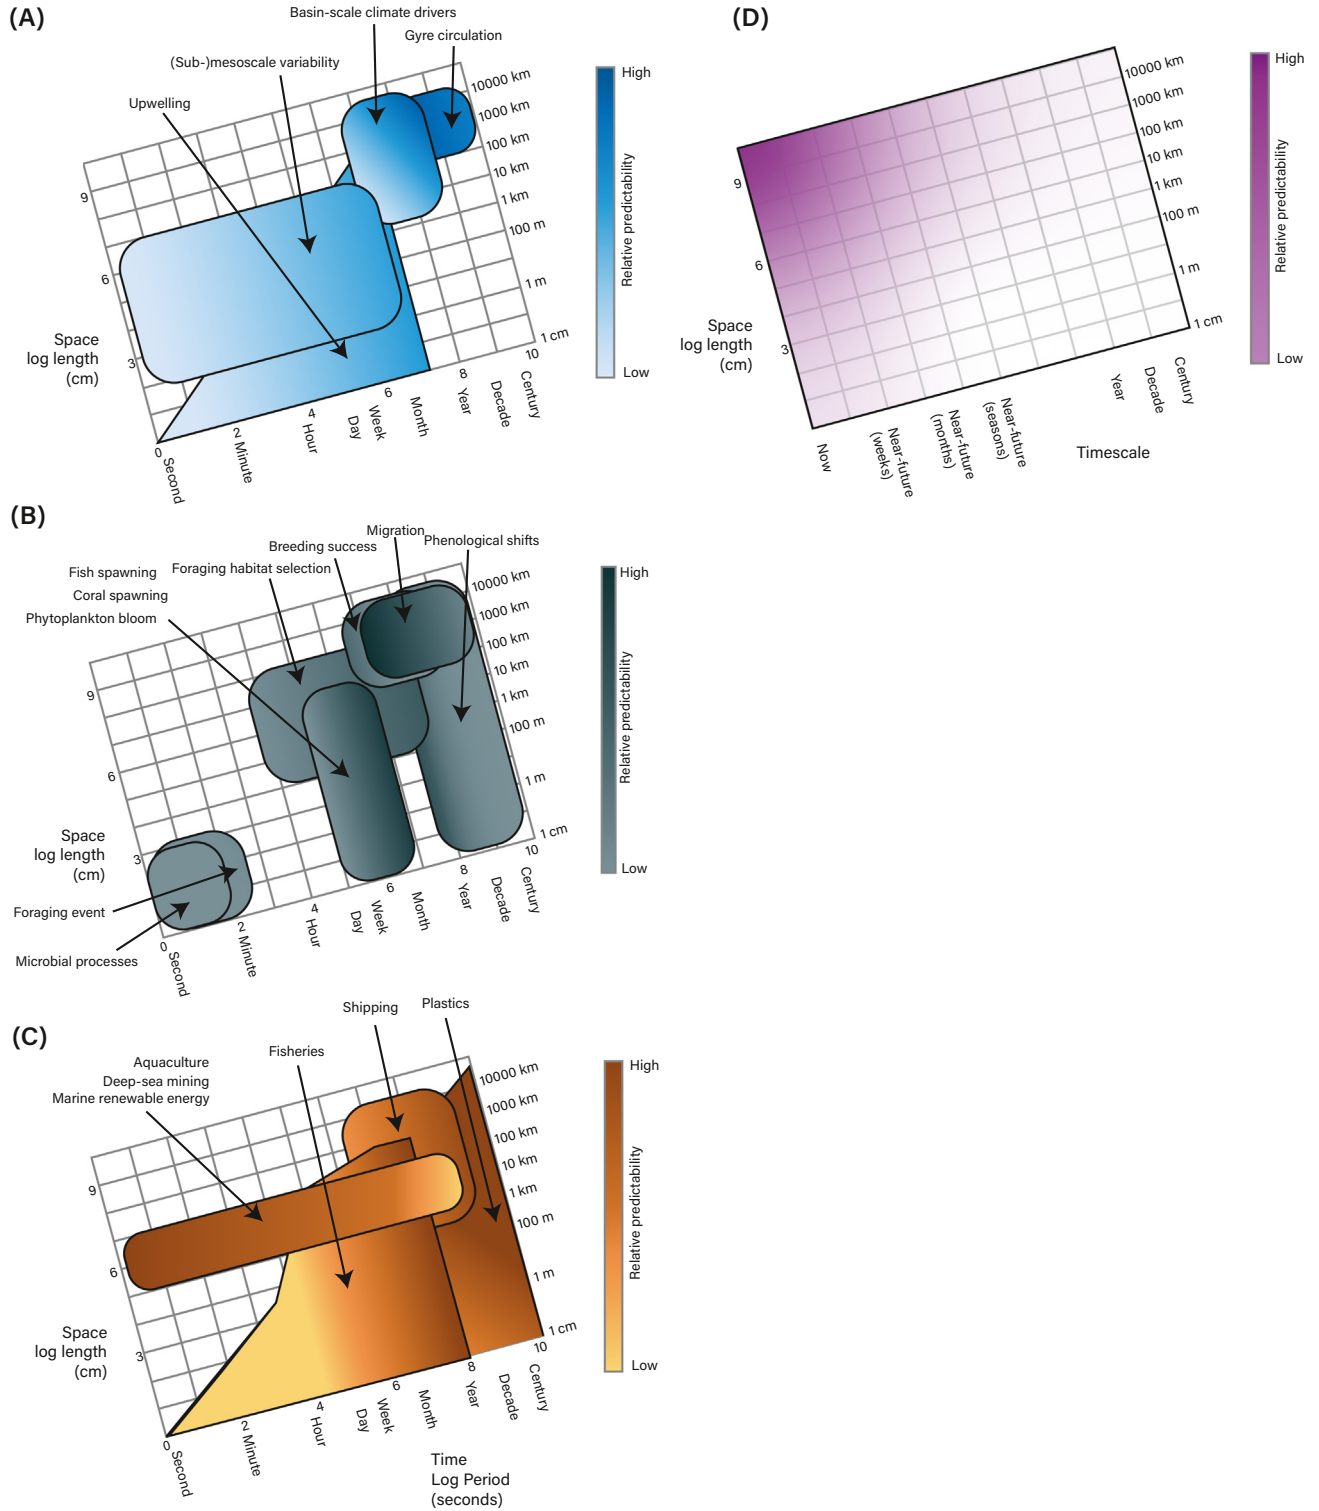 (A)
Basin-scale climate drivers
Gyre circulation
(Sub-)mesoscale variability
Upwelling
10000 km
1000 km
100 km
10 km
1 km
100 m
1 m
1 cm
9
6
3
Space
log length
(cm)
0
2
4
6
8
10
Second
Minute
Hour
Day
Week
Month
Year
Decade
Century
High
Relative predictability
Low
(D)
10000 km
1000 km
100 km
10 km
1 km
100 m
1 m
1 cm
9
6
3
Space
log length
(cm)
Now
Near-future
(weeks)
Near-future
(months)
Near-future
(seasons)
Year
Decade
Century
Timescale
High
Relative predictability
Low
(B)
Migration
Phenological shifts
Breeding success
Foraging habitat selection
Fish spawning
Coral spawning
Phytoplankton bloom
10000 km
1000 km
100 km
10 km
1 km
100 m
1 m
1 cm
9
6
3
Space
log length
(cm)
Foraging event
Microbial processes
0
2
4
6
8
10
Second
Minute
Hour
Day
Week
Month
Year
Decade
Century
High
Relative predictability
Low
(C)
Shipping
Plastics
Fisheries
Aquaculture
Deep-sea mining
Marine renewable energy
10000 km
1000 km
100 km
10 km
1 km
100 m
1 m
1 cm
9
6
3
Space
log length
(cm)
0
2
4
6
8
10
Second
Minute
Hour
Day
Week
Month
Year
Decade
Century
Time
Log Period
(seconds)
High
Relative predictability
Low